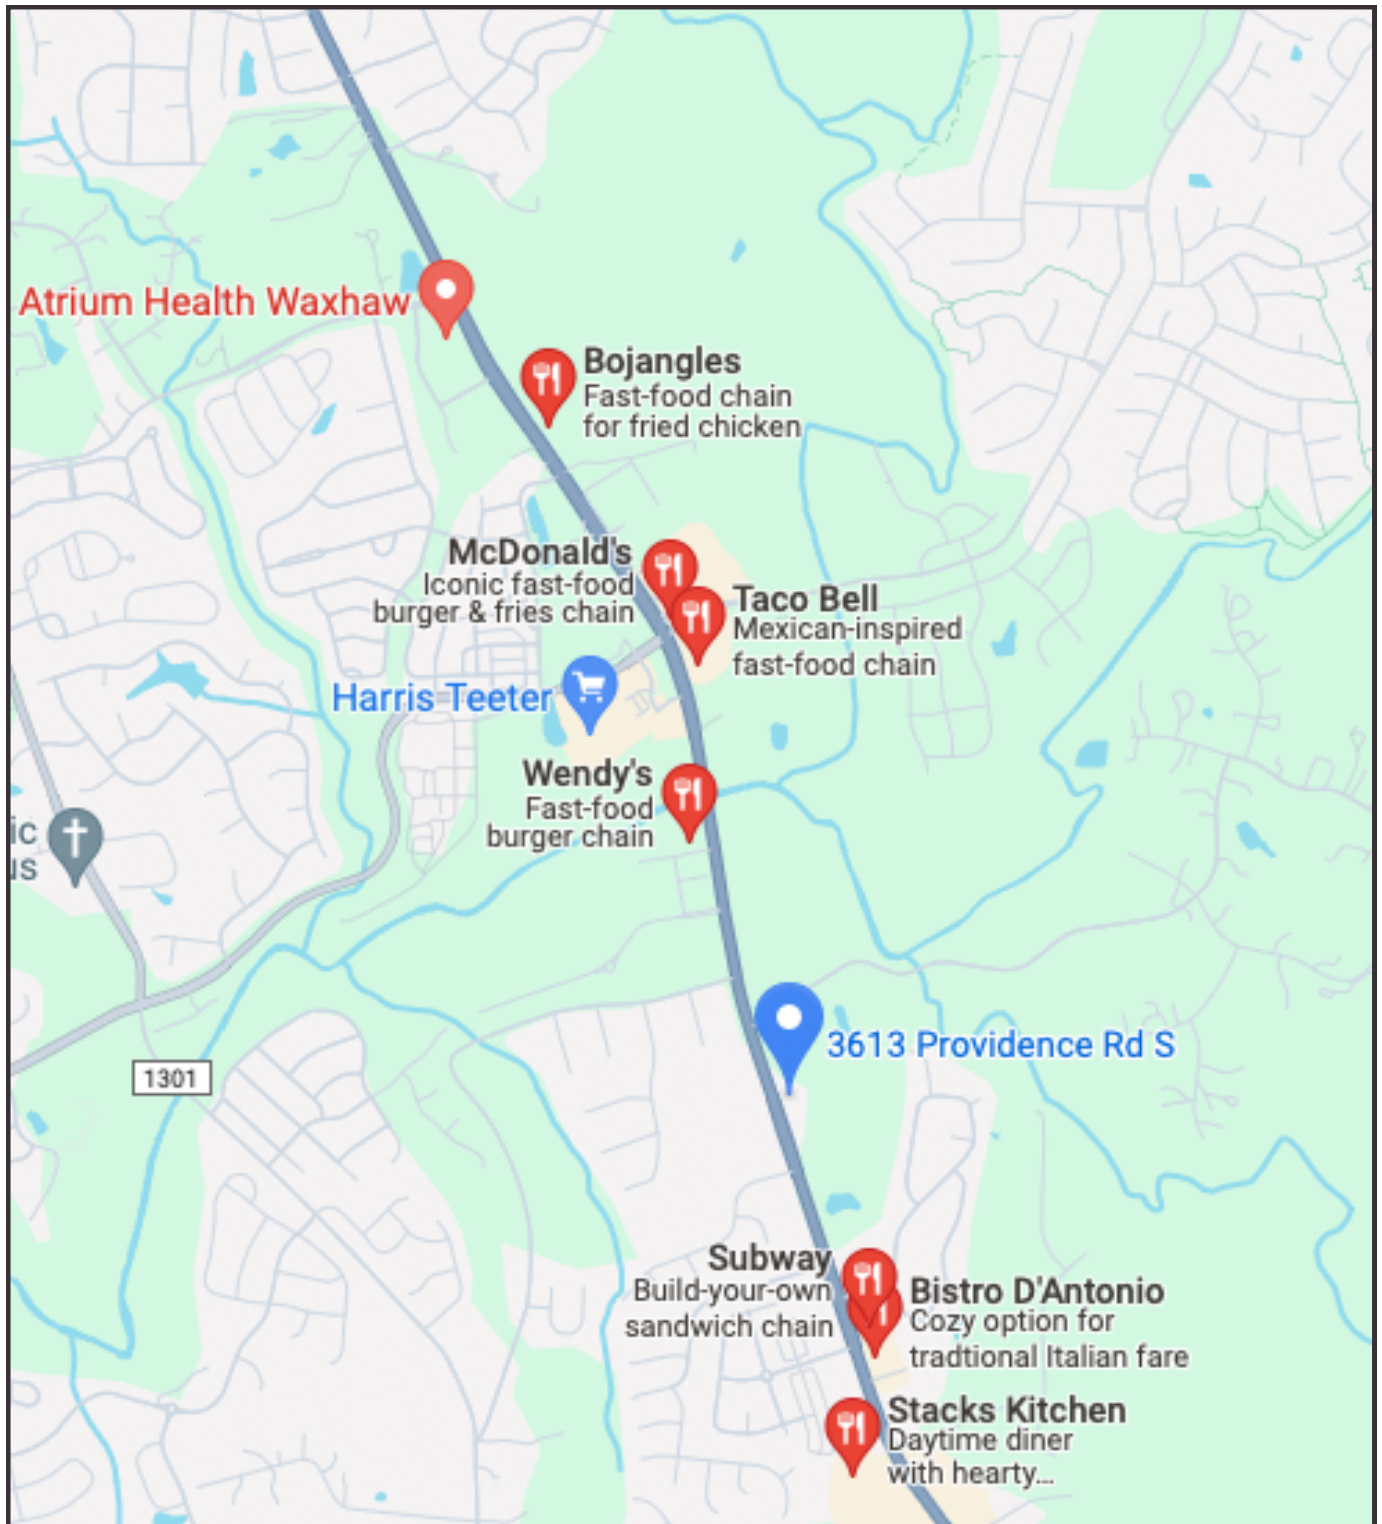 Atrium Health Waxhaw
Bojangles
Fast-food chain
for fried chicken
McDonald's
Iconic fast-food
burger & fries chain
Taco Bell
Mexican-inspired
fast-food chain
Harris Teeter
Wendy's
Fast-food
burger chain
ic
us
3613 Providence Rd S
1301
Subway
Build-your-own
sandwich chain
Bistro D'Antonio
Cozy option for
tradtional Italian fare
Stacks Kitchen
Daytime diner
with hearty...